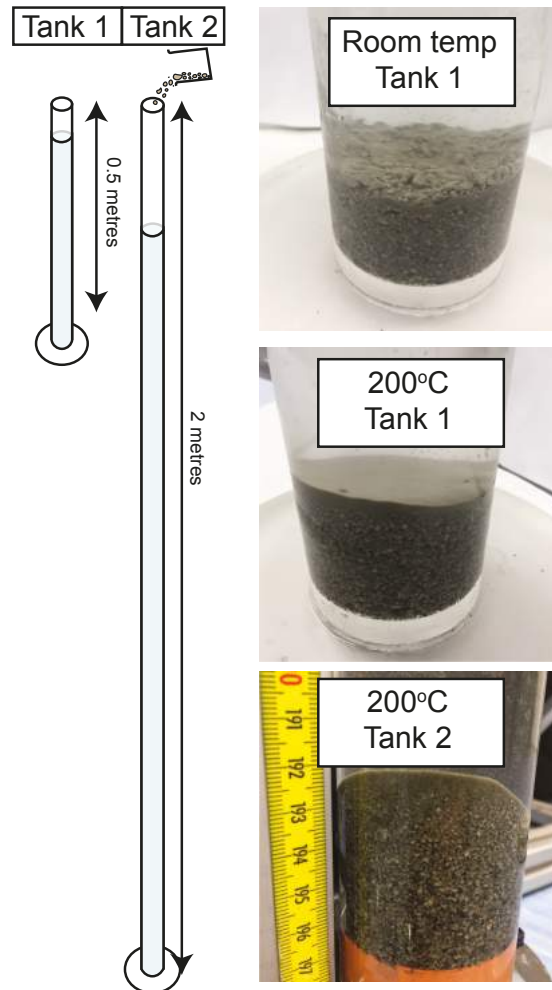 Tank 1
Tank 2
0.5 metres
2 metres
Room temp
Tank 1
200°C
Tank 1
200°C
Tank 2
0
191
192
193
194
195
196
197